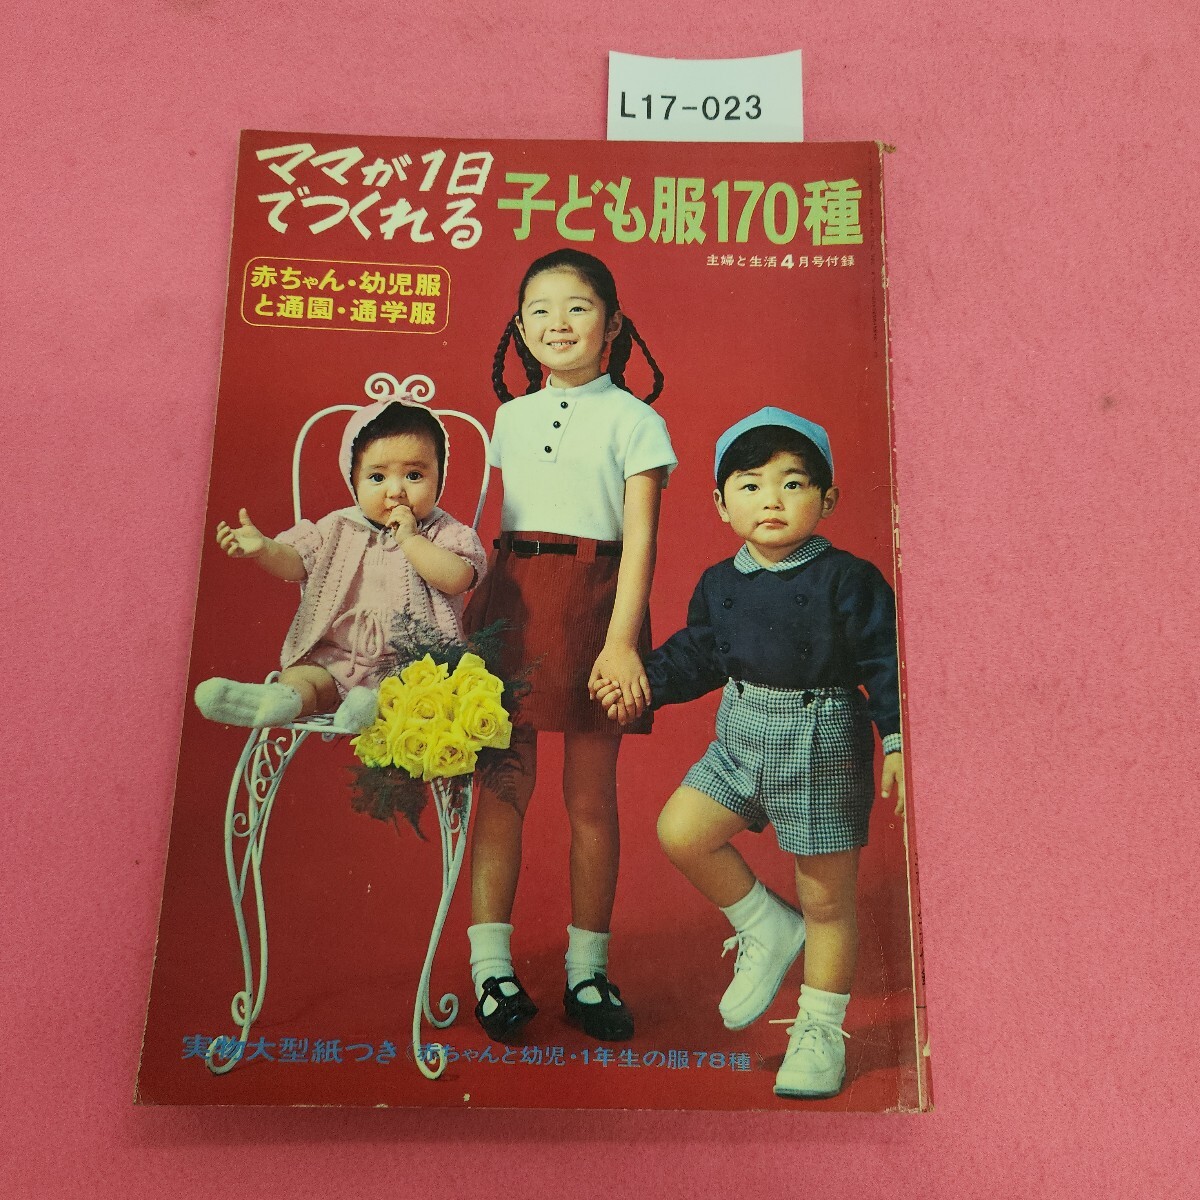 L17-023
ママが1日
でつくれる
子ども服170種
主婦と生活4月号付録
赤ちゃん・幼児服
と通園・通学服
実物大型紙つき 赤ちゃんと幼児・1年生の服78種